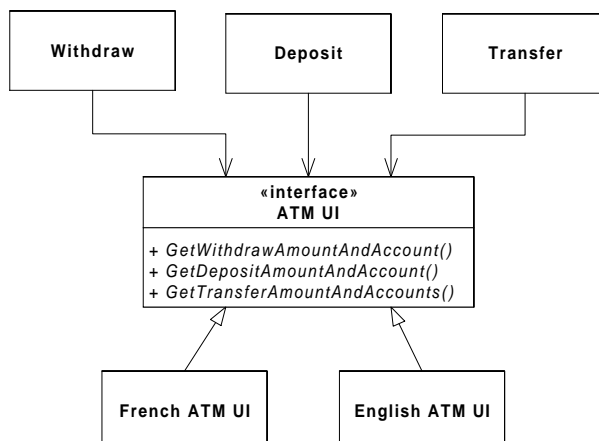 Withdraw
Deposit
Transfer
«interface»
ATM UI
+ GetWithdrawAmountAndAccount()
+ GetDepositAmountAndAccount()
+ GetTransferAmountAndAccounts()
French ATM UI
English ATM UI